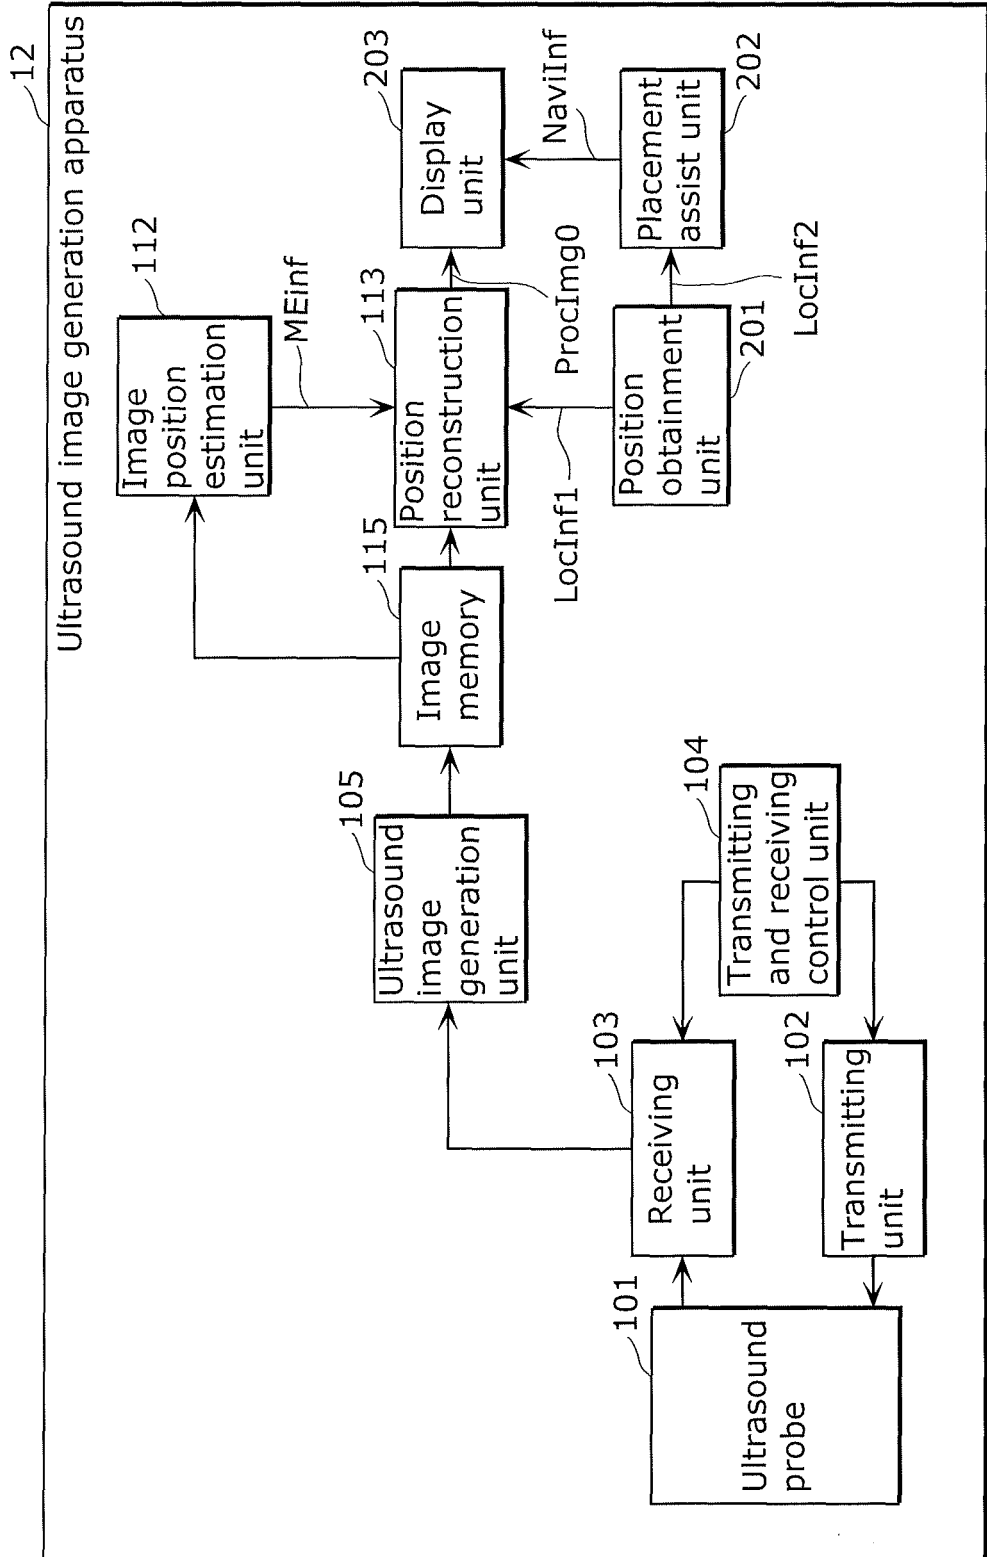 12
Ultrasound image generation apparatus
112
Image
position
estimation
unit
MEinf
203
Display
unit
113
Position
reconstruction
unit
ProcImg0
NaviInf
115
Image
memory
105
Ultrasound
image
generation
unit
LocInf1
Position
obtainment
unit
201
LocInf2
Placement
assist unit
202
104
Transmitting
and receiving
control unit
103
Receiving
unit
102
Transmitting
unit
101
Ultrasound
probe